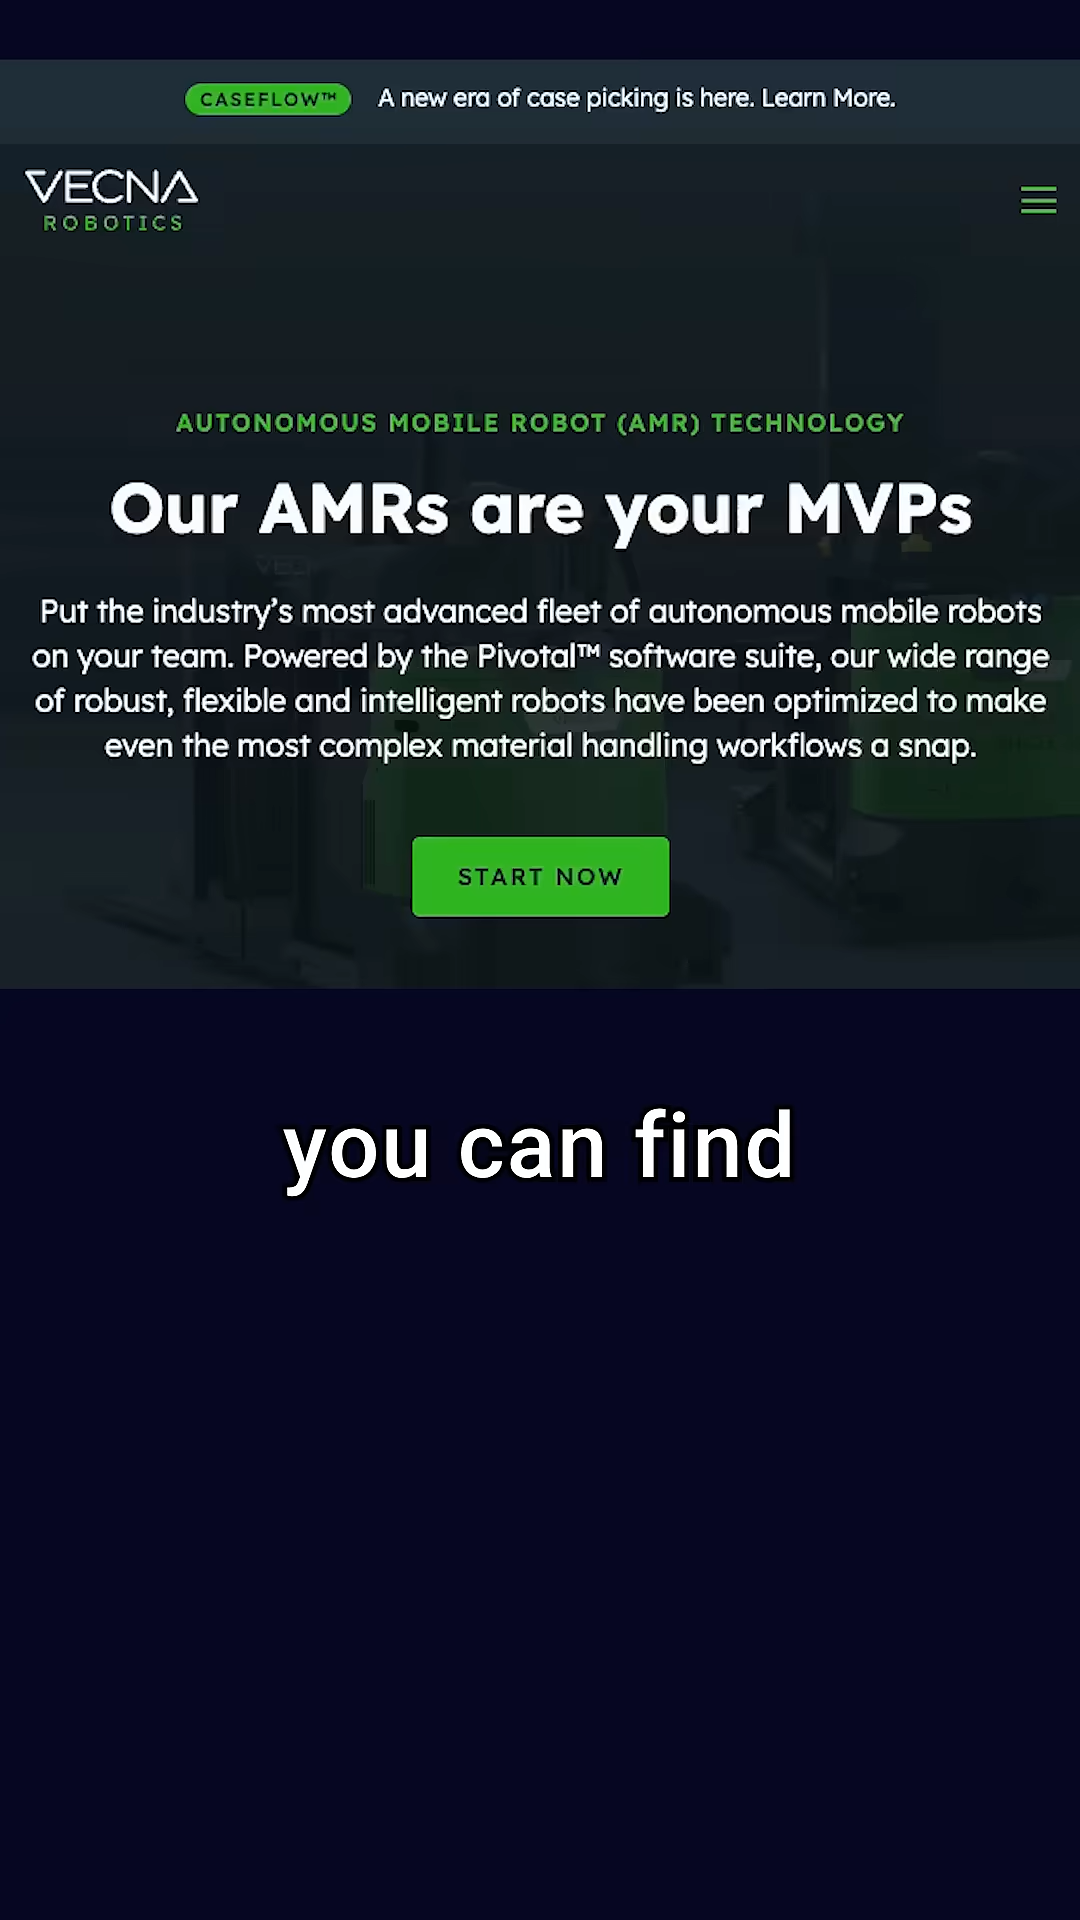 CASEFLOW™ A new era of case picking is here. Learn More.
VECNA
ROBOTICS
AUTONOMOUS MOBILE ROBOT (AMR) TECHNOLOGY
Our AMRs are your MVPs
Put the industry’s most advanced fleet of autonomous mobile robots
on your team. Powered by the Pivotal™ software suite, our wide range
of robust, flexible and intelligent robots have been optimized to make
even the most complex material handling workflows a snap.
START NOW
you can find